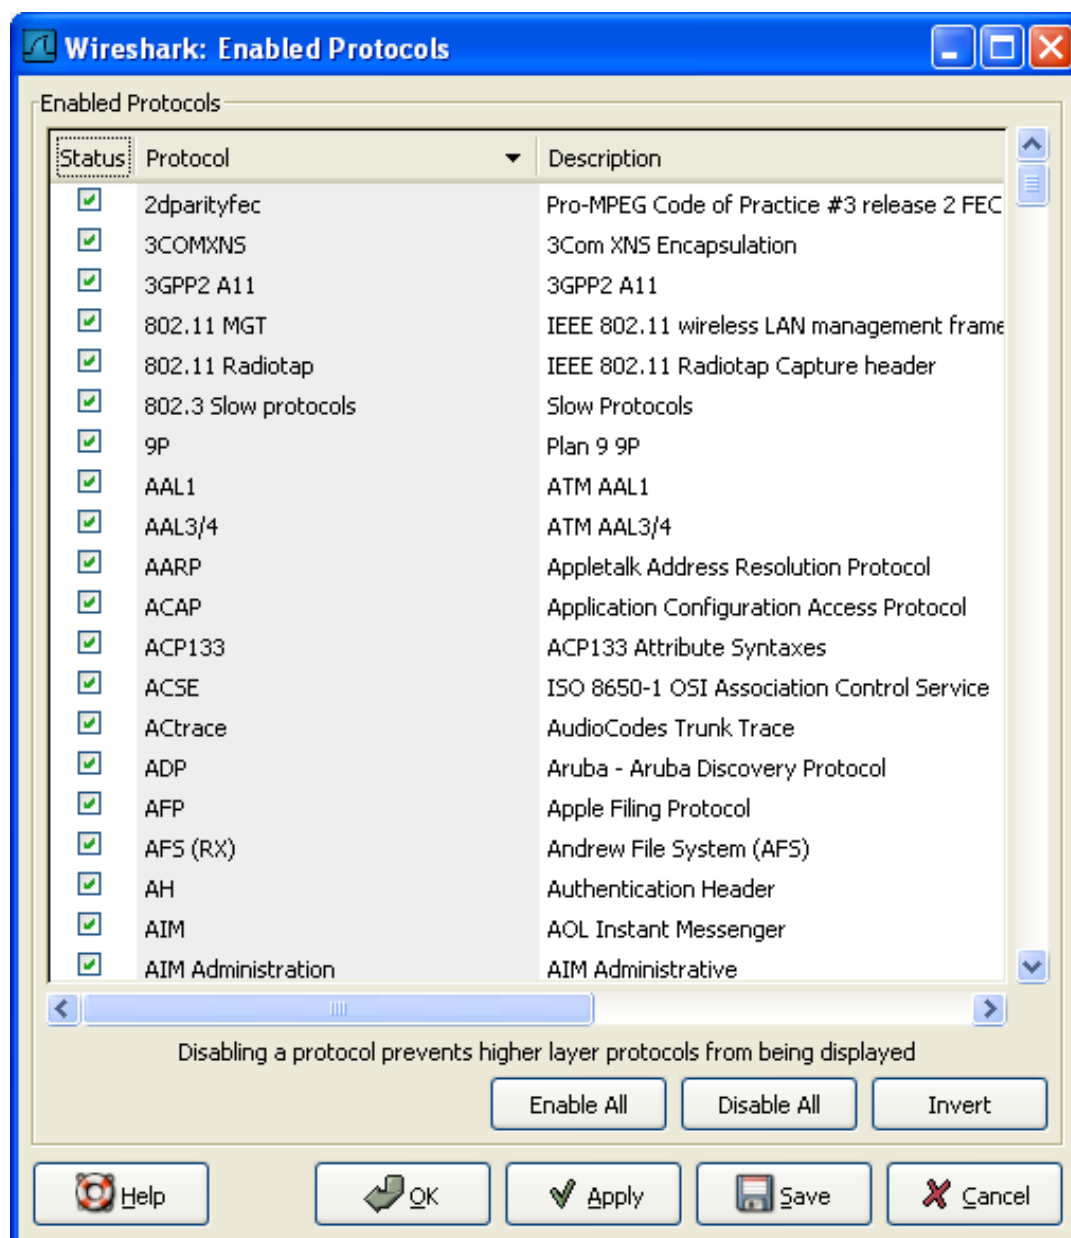 Wireshark: Enabled Protocols
Enabled Protocols
Status Protocol Description
2dparityfec Pro-MPEG Code of Practice #3 release 2 FEC
3COMXNS 3Com XNS Encapsulation
3GPP2 A11 3GPP2 A11
802.11 MGT IEEE 802.11 wireless LAN management frame
802.11 Radiotap IEEE 802.11 Radiotap Capture header
802.3 Slow protocols Slow Protocols
9P Plan 9 9P
AAL1 ATM AAL1
AAL3/4 ATM AAL3/4
AARP Appletalk Address Resolution Protocol
ACAP Application Configuration Access Protocol
ACP133 ACP133 Attribute Syntaxes
ACSE ISO 8650-1 OSI Association Control Service
ACtrace AudioCodes Trunk Trace
ADP Aruba - Aruba Discovery Protocol
AFP Apple Filing Protocol
AFS (RX) Andrew File System (AFS)
AH Authentication Header
AIM AOL Instant Messenger
AIM Administration AIM Administrative
Disabling a protocol prevents higher layer protocols from being displayed
Enable All Disable All Invert
Help OK Apply Save Cancel